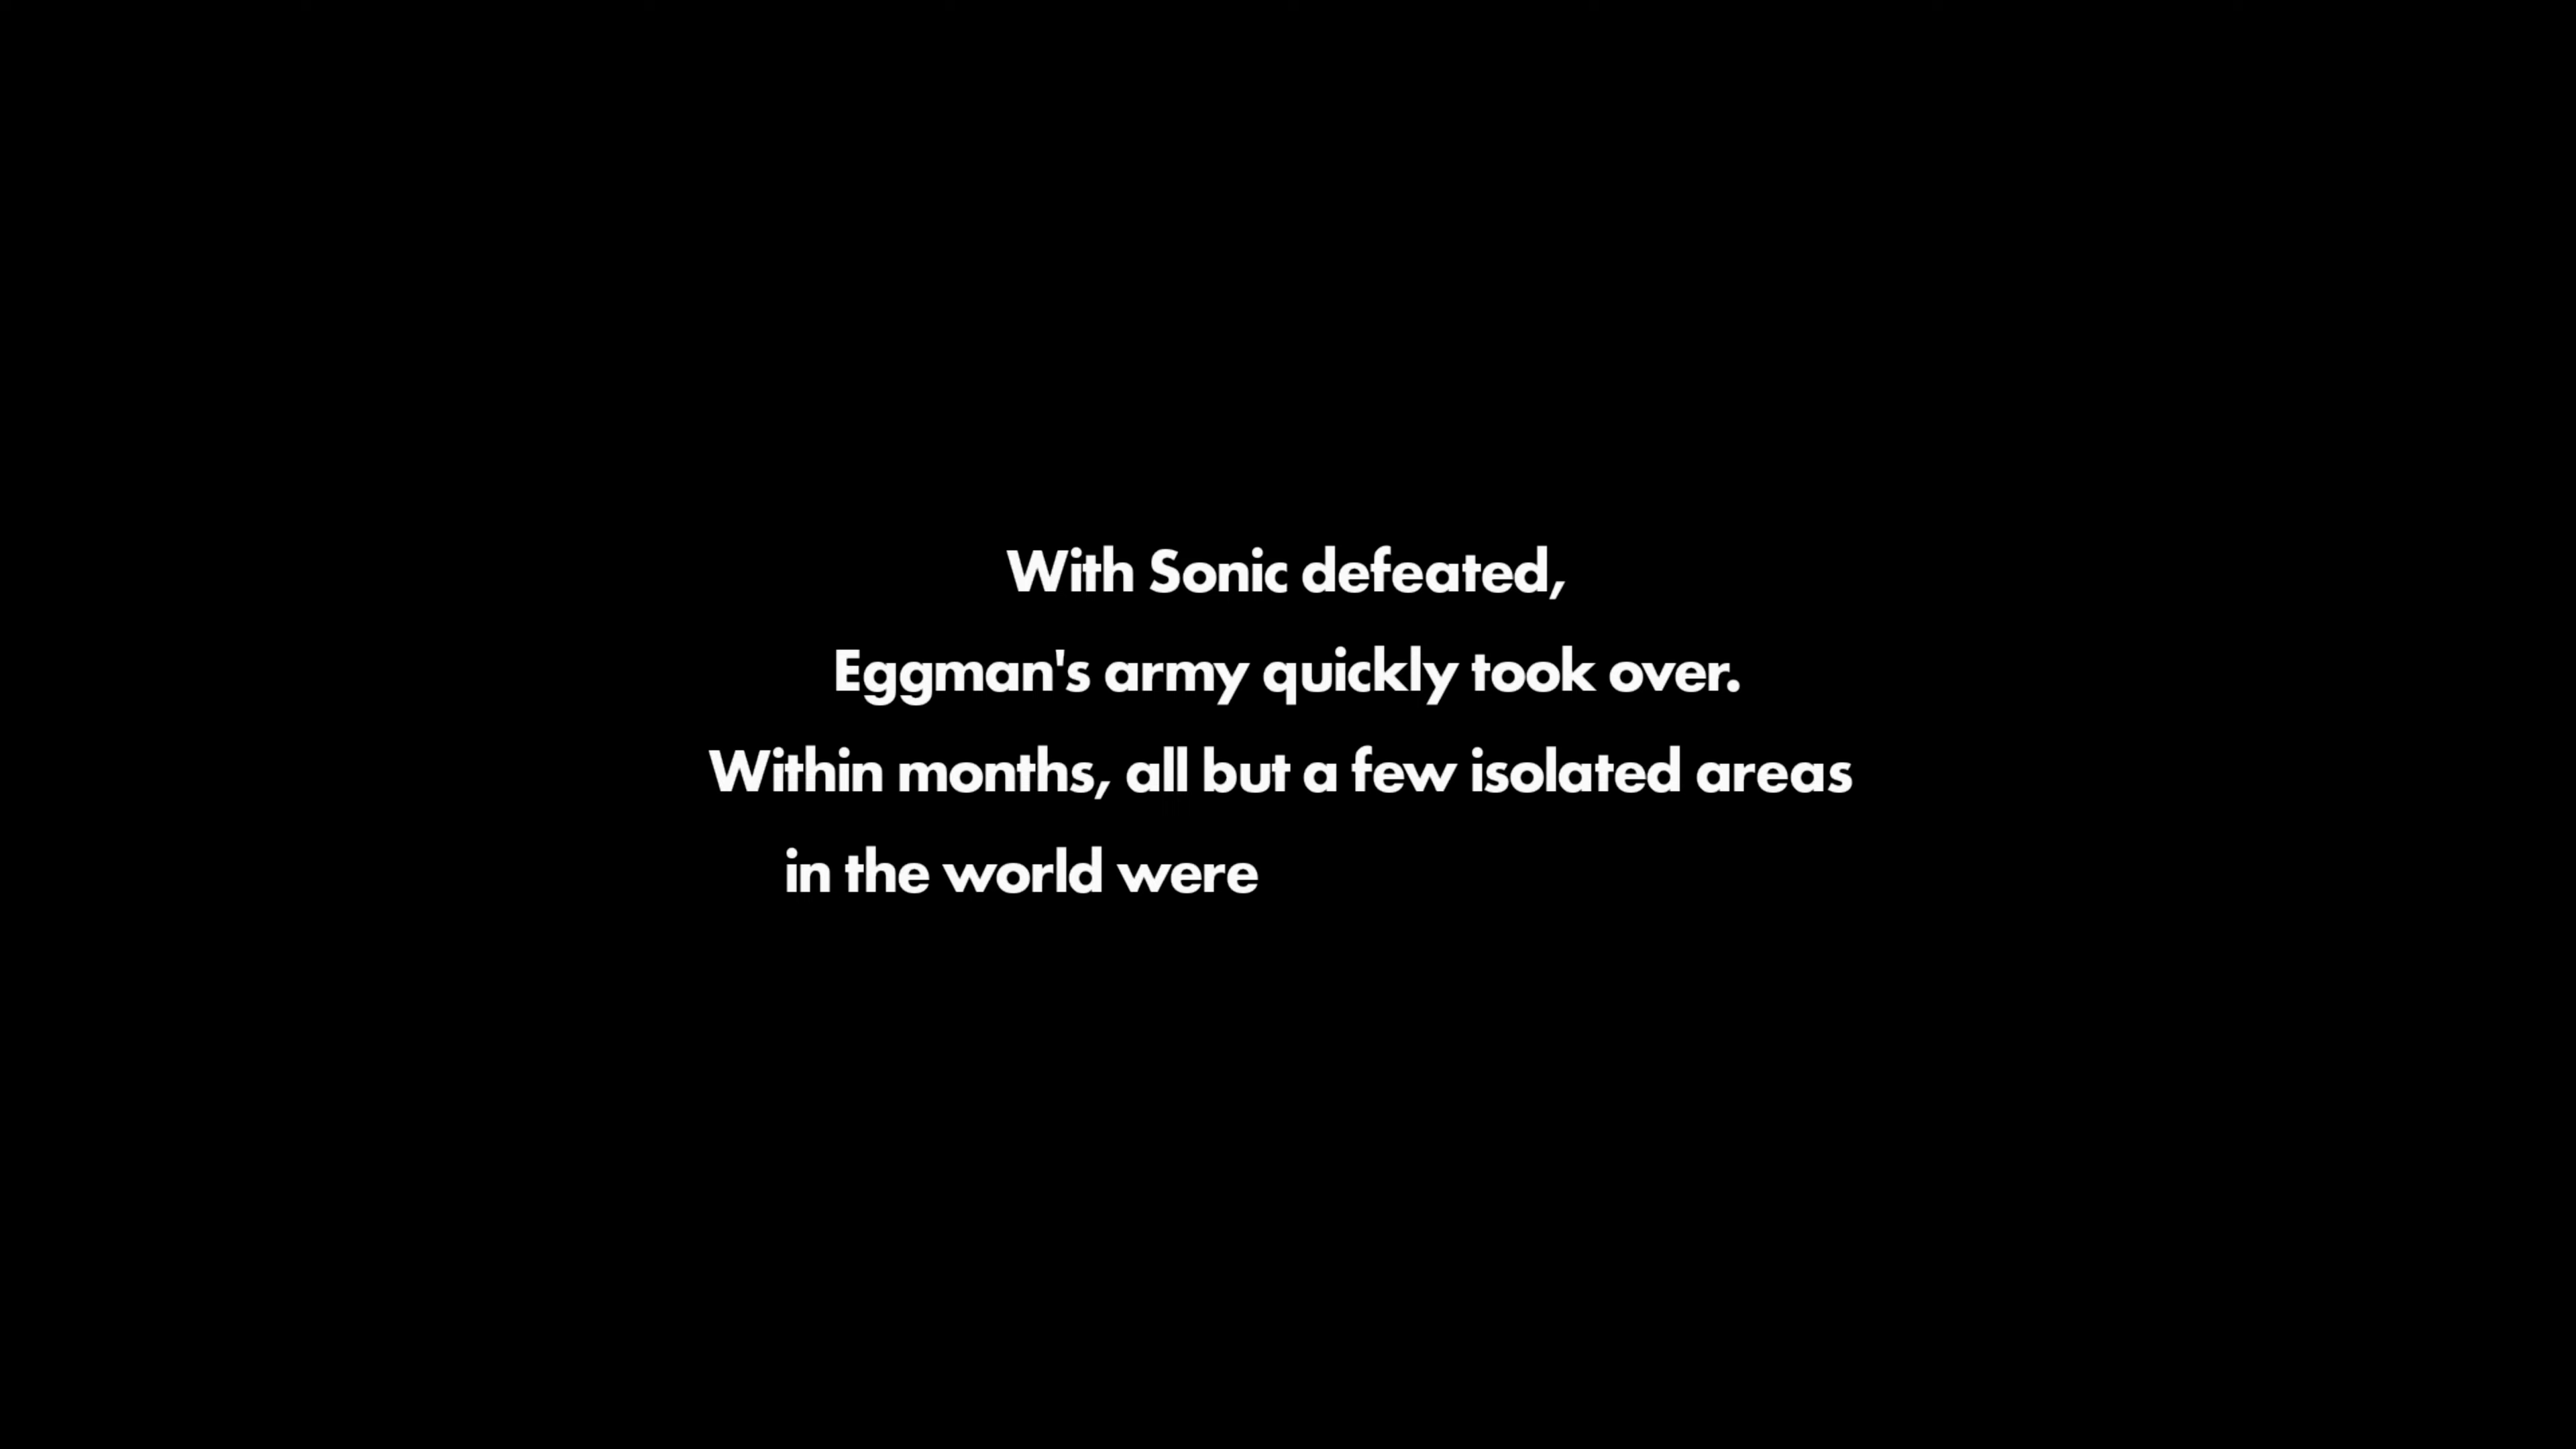 With Sonic defeated,
Eggman's army quickly took over.
Within months, all but a few isolated areas
in the world were